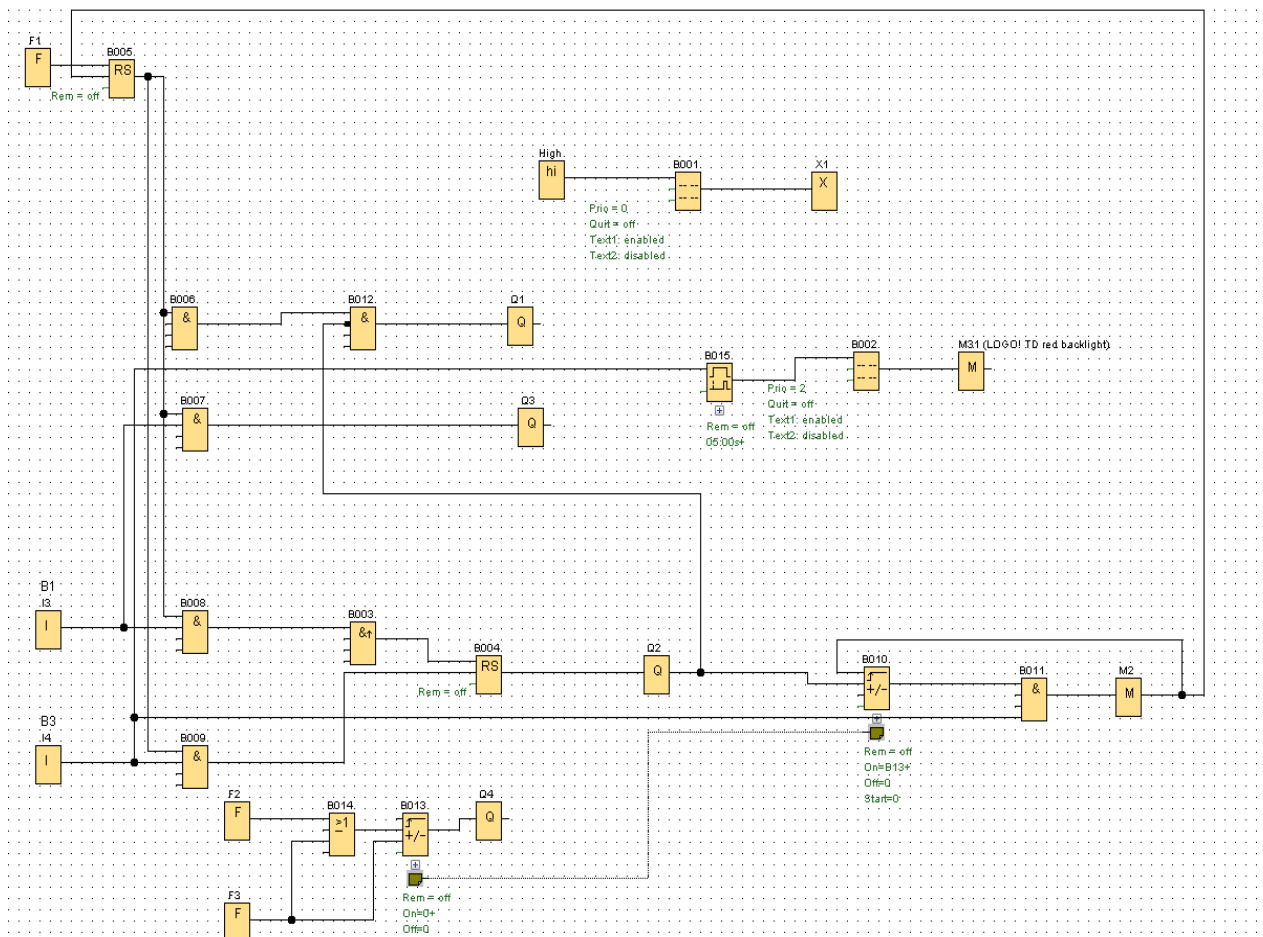 F1
F
B005
RS
Rem = off
High
hi
B001
X1
X
Prio = 0
Quit = off
Text1: enabled
Text2: disabled
B006
&
B012
&
Q1
Q
B015
B002
M31 (LOGO! TD red backlight)
M
Prio = 2
Quit = off
Text1: enabled
Text2: disabled
Rem = off
05:00s+
B007
&
Q3
Q
B1
I3
I
B008
&
B003
&↑
B004
RS
Rem = off
Q2
Q
B010
+/-
B011
&
M2
M
B3
I4
I
B009
&
Rem = off
On=B13+
Off=0
Start=0
F2
F
B014
>1
B013
+/-
Q4
Q
F3
F
Rem = off
On=0+
Off=0